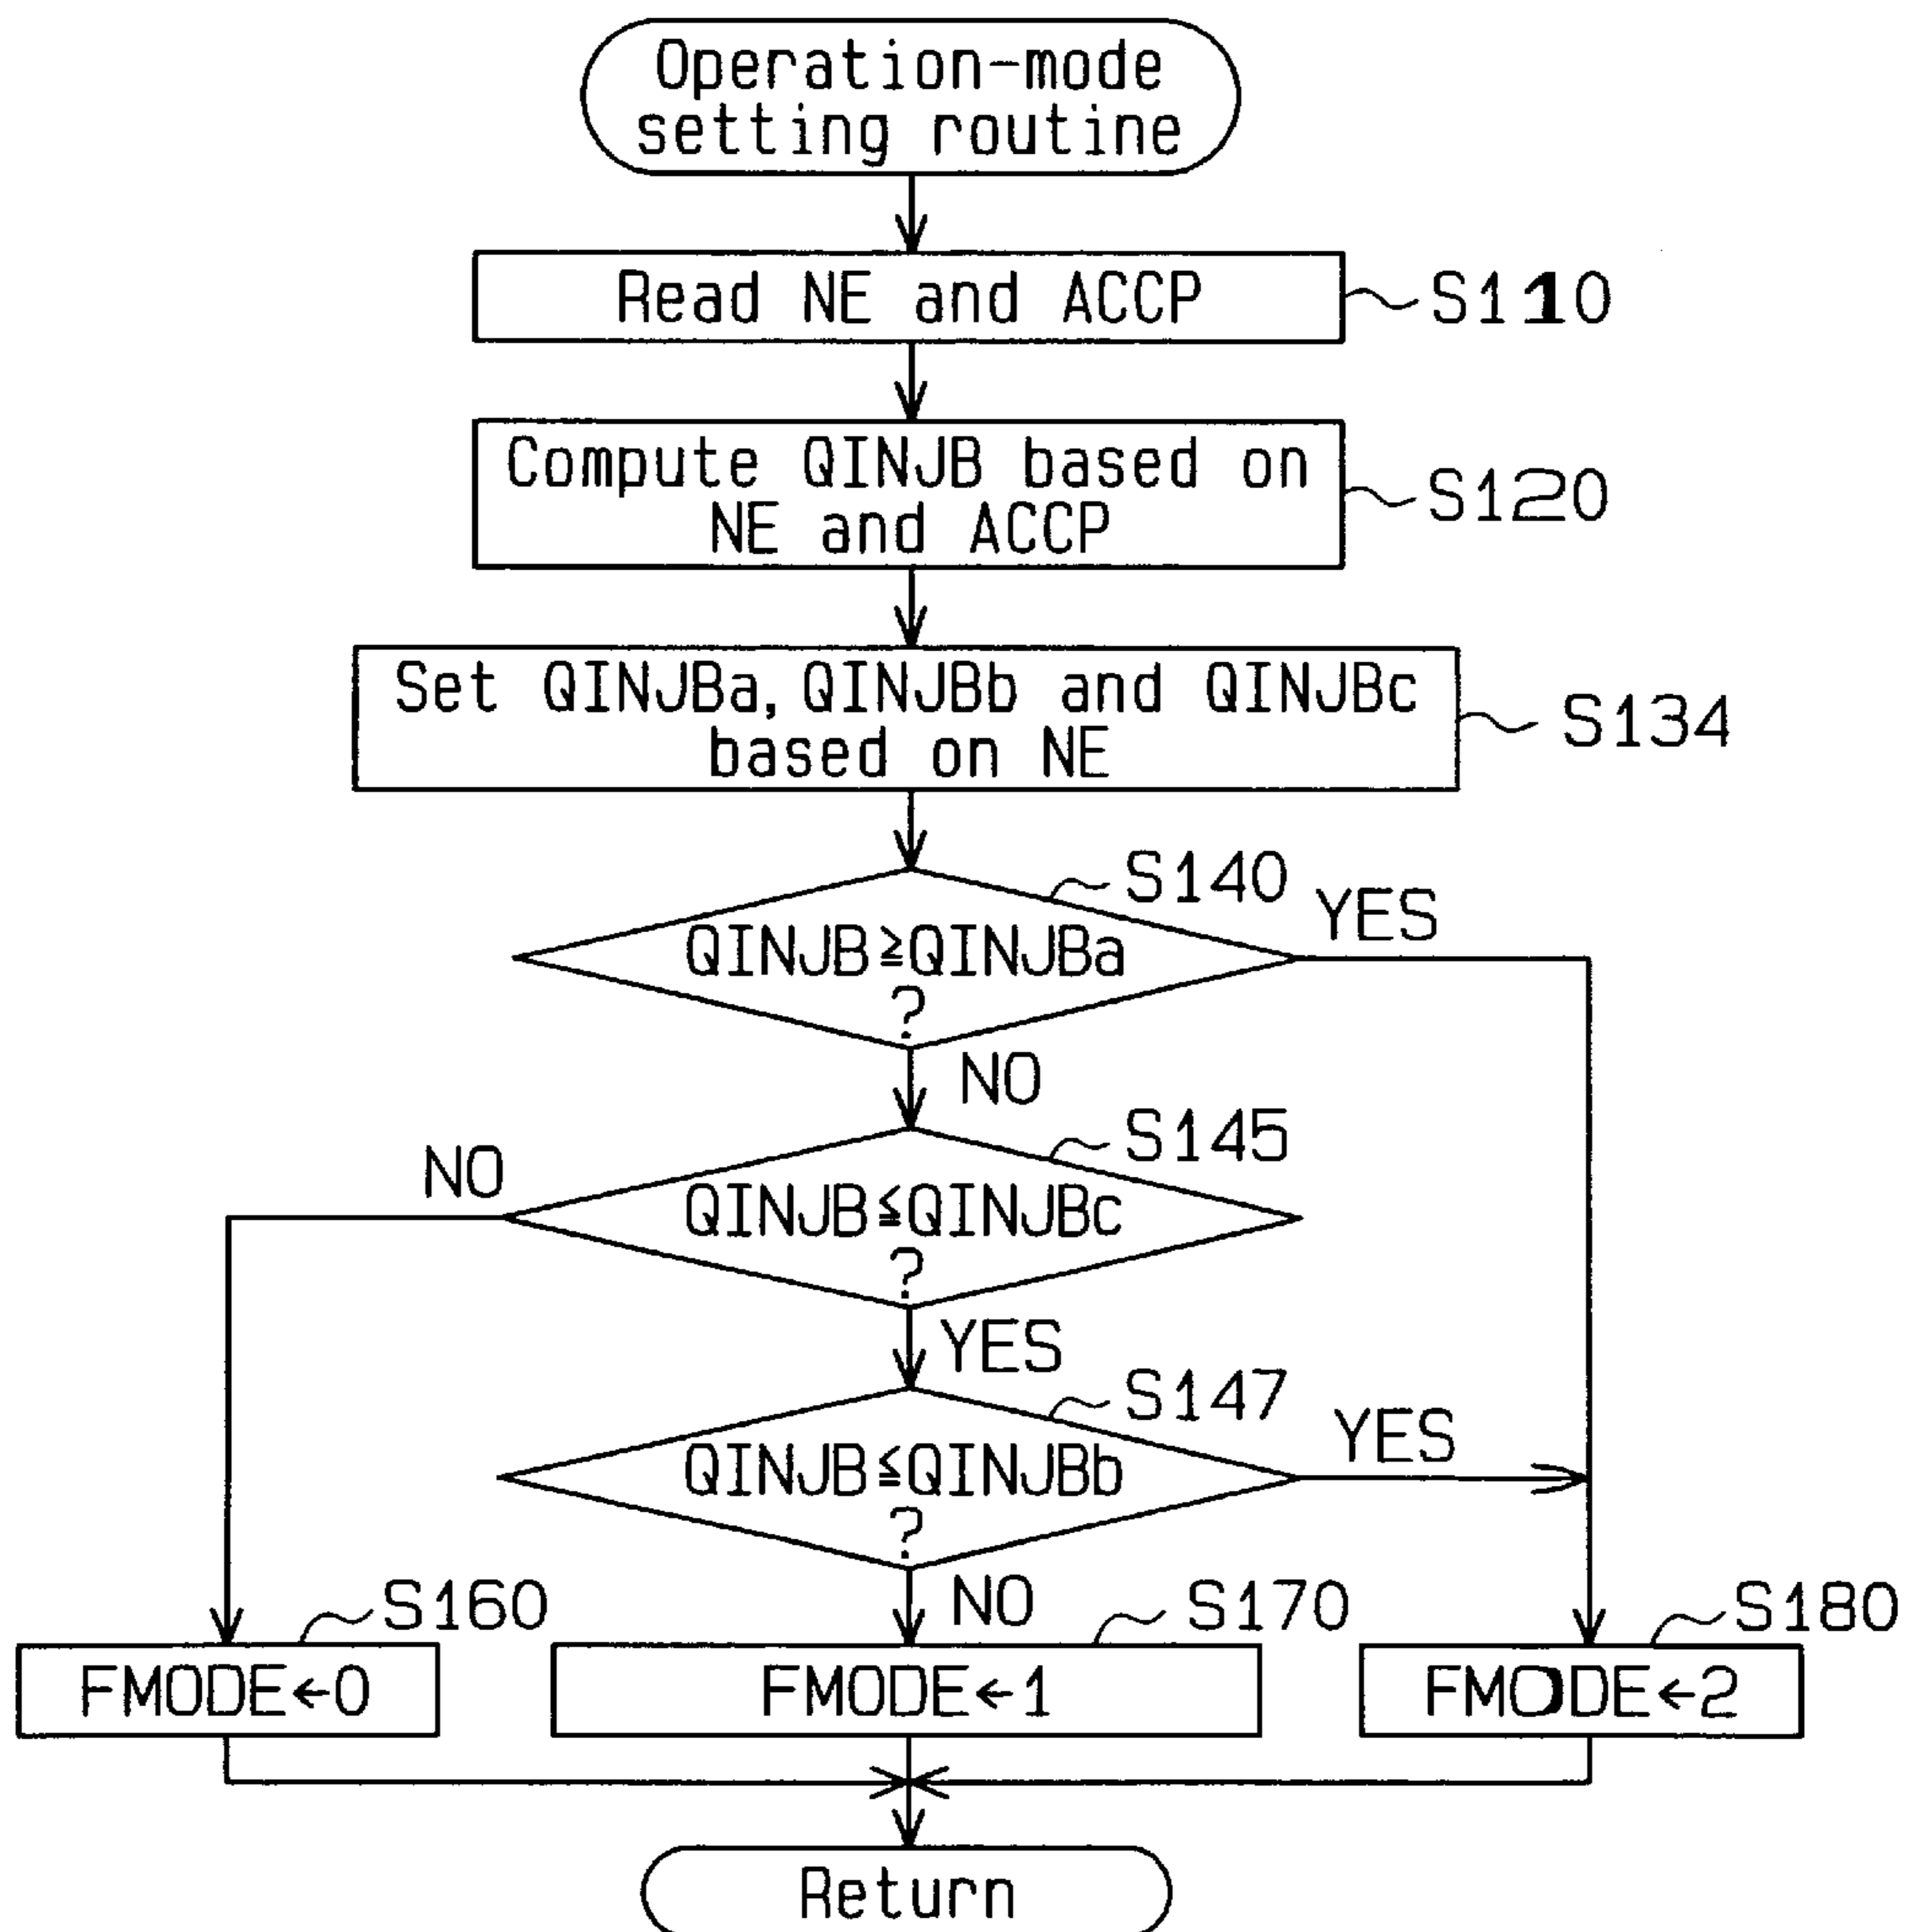 Operation-mode
setting routine
Read NE and ACCP
S110
Compute QINJB based on
NE and ACCP
S120
Set QINJBa, QINJBb and QINJBc
based on NE
S134
S140
YES
QINJB≧QINJBa
?
NO
S145
NO
QINJB≦QINJBc
?
YES
S147
YES
QINJB≦QINJBb
?
NO
S160
S170
S180
FMODE←0
FMODE←1
FMODE←2
Return